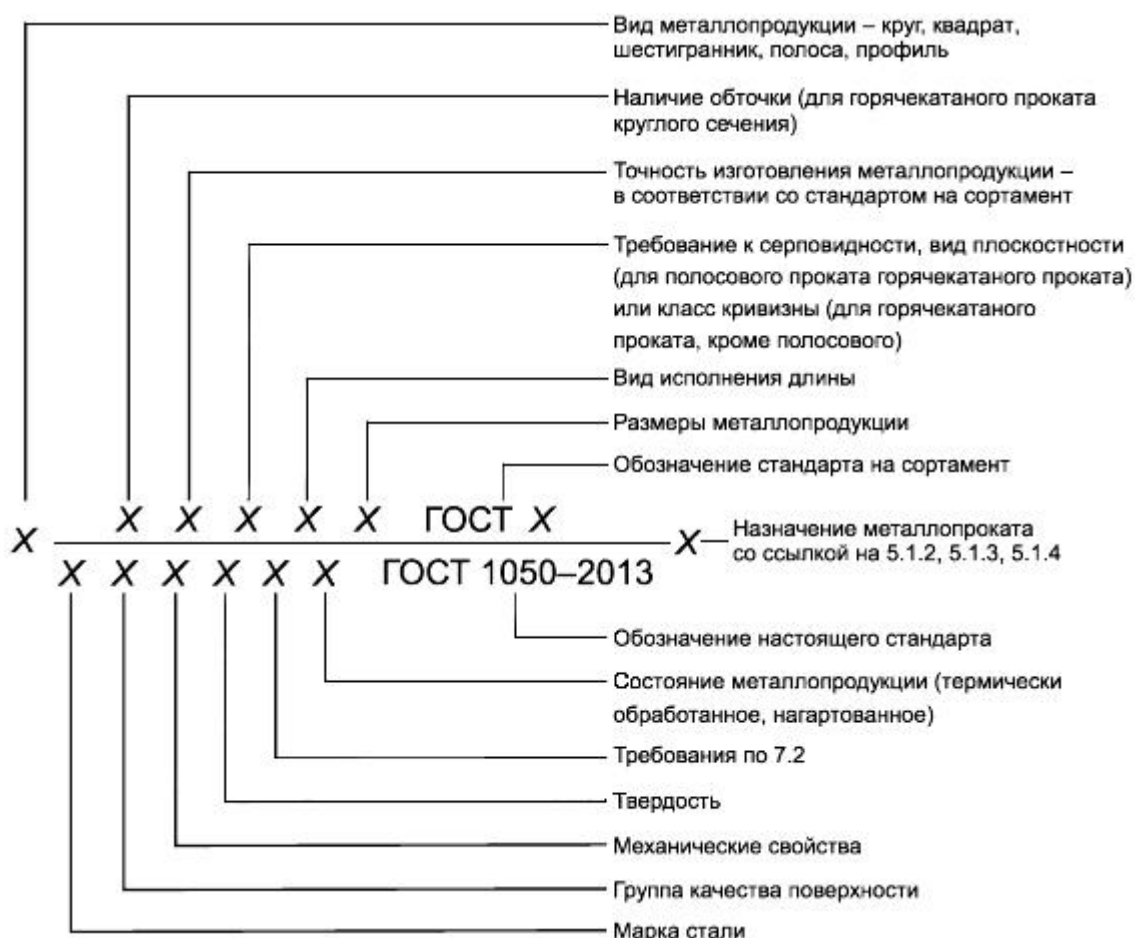 Вид металлопродукции – круг, квадрат,
шестигранник, полоса, профиль
Наличие обточки (для горячекатаного проката
круглого сечения)
Точность изготовления металлопродукции –
в соответствии со стандартом на сортамент
Требование к серповидности, вид плоскостности
(для полосового проката горячекатаного проката)
или класс кривизны (для горячекатаного
проката, кроме полосового)
Вид исполнения длины
Размеры металлопродукции
Обозначение стандарта на сортамент
X X X X X ГОСТ X
X
X
Назначение металлопроката
со ссылкой на 5.1.2, 5.1.3, 5.1.4
X X X X X X ГОСТ 1050–2013
Обозначение настоящего стандарта
Состояние металлопродукции (термически
обработанное, нагартованное)
Требования по 7.2
Твердость
Механические свойства
Группа качества поверхности
Марка стали